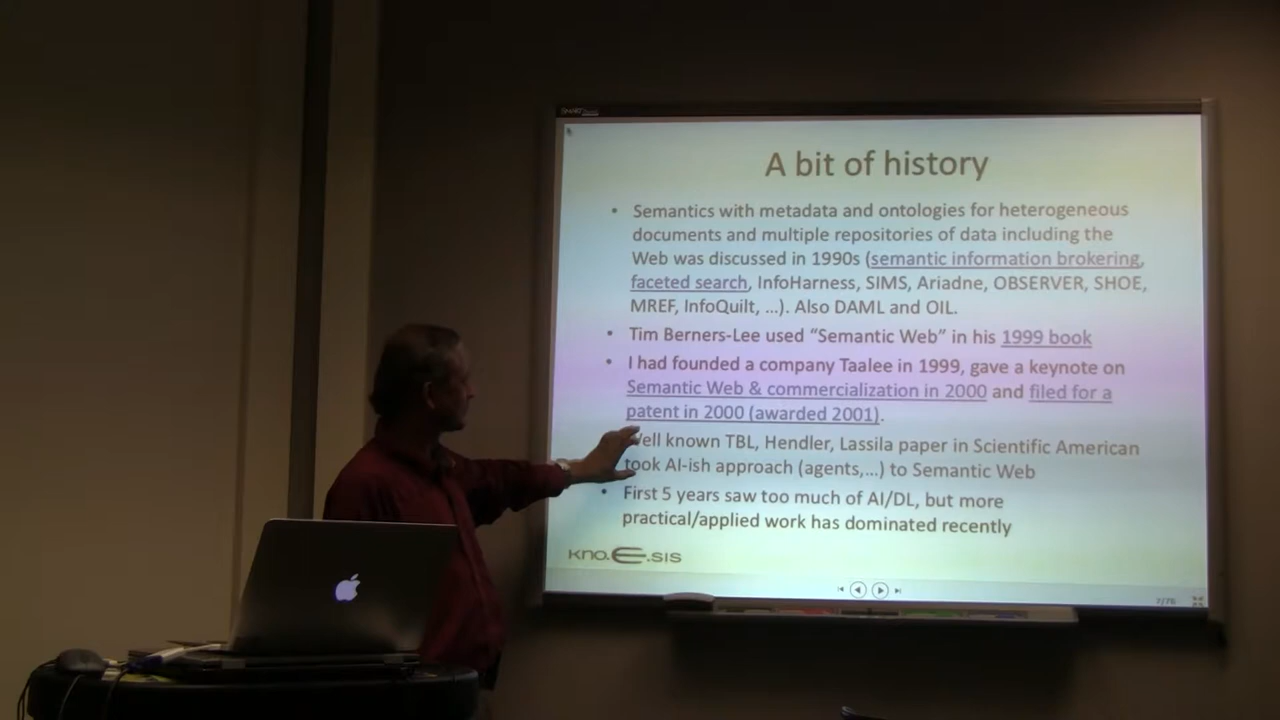 A bit of history
• Semantics with metadata and ontologies for heterogeneous
documents and multiple repositories of data including the
Web was discussed in 1990s (semantic information brokering,
faceted search, InfoHarness, SIMS, Ariadne, OBSERVER, SHOE,
MREF, InfoQuilt, …). Also DAML and OIL.
• Tim Berners-Lee used “Semantic Web” in his 1999 book
• I had founded a company Taalee in 1999, gave a keynote on
Semantic Web & commercialization in 2000 and filed for a
patent in 2000 (awarded 2001).
Well known TBL, Hendler, Lassila paper in Scientific American
took AI-ish approach (agents,…) to Semantic Web
• First 5 years saw too much of AI/DL, but more
practical/applied work has dominated recently
kno.e.sis
7/76